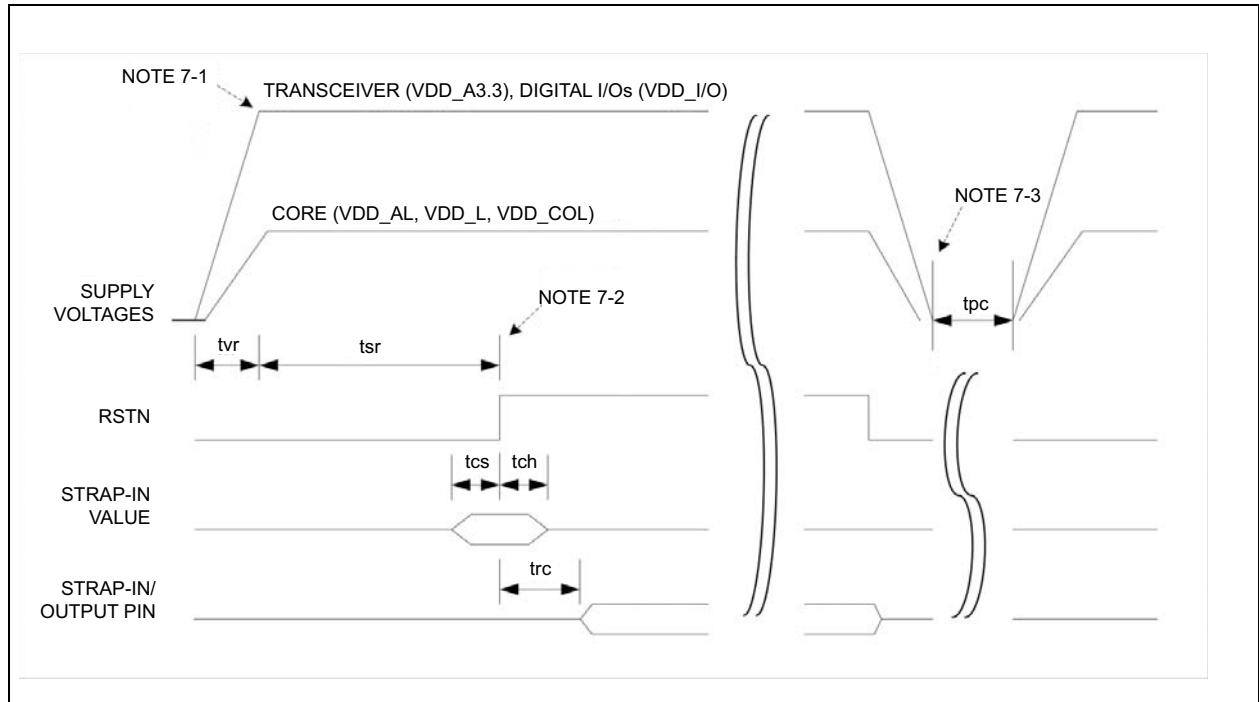 NOTE 7-1
TRANSCEIVER (VDD_A3.3), DIGITAL I/Os (VDD_I/O)
NOTE 7-3
CORE (VDD_AL, VDD_L, VDD_COL)
SUPPLY
VOLTAGES
NOTE 7-2
tpc
tvr
tsr
RSTN
tcs
tch
STRAP-IN
VALUE
trc
STRAP-IN/
OUTPUT PIN